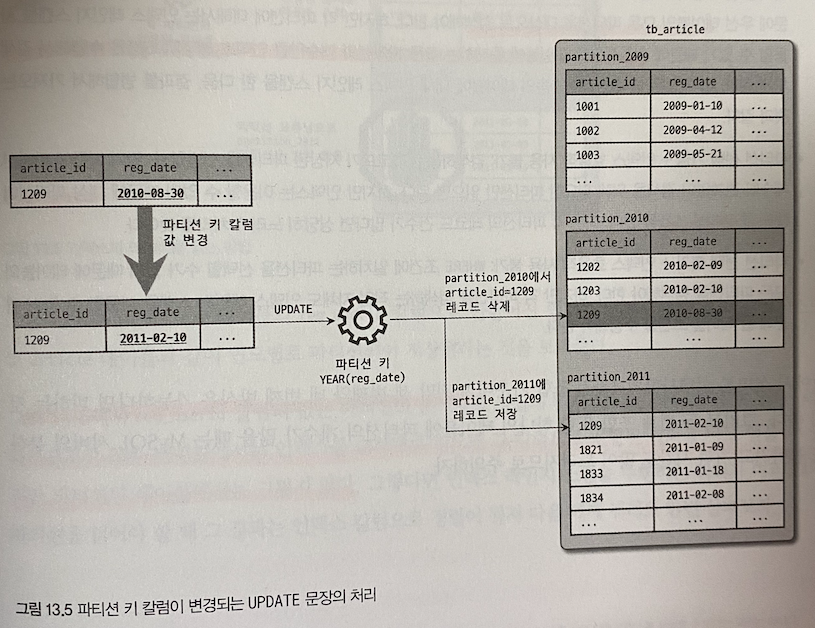 tb_article
partition_2009
article_id reg_date ...
1001 2009-01-10 ...
1002 2009-04-12 ...
1003 2009-05-21 ...
... ... ...
article_id reg_date ...
1209 2010-08-30 ...
파티션 키 칼럼
값 변경
article_id reg_date ...
1209 2011-02-10 ...
UPDATE
파티션 키
YEAR(reg_date)
partition_2010에서
article_id=1209
레코드 삭제
partition_2011에
article_id=1209
레코드 저장
partition_2010
article_id reg_date ...
1202 2010-02-09 ...
1203 2010-02-10 ...
1209 2010-08-30 ...
... ... ...
partition_2011
article_id reg_date ...
1209 2011-02-10 ...
1821 2011-01-09 ...
1833 2011-01-18 ...
1834 2011-02-08 ...
... ... ...
그림 13.5 파티션 키 칼럼이 변경되는 UPDATE 문장의 처리